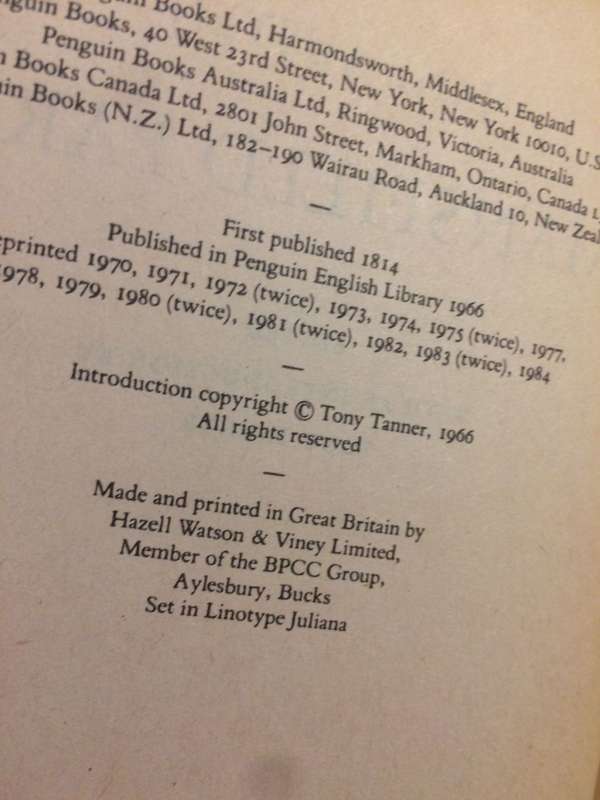 Books Ltd, Harmondsworth, Middlesex, England
Books, 40 West 23rd Street, New York, New York 10010, U.S
Penguin Books Australia Ltd, Ringwood, Victoria, Australia
Books Canada Ltd, 2801 John Street, Markham, Ontario, Canada
Books (N.Z.) Ltd, 182–190 Wairau Road, Auckland 10, New Zeal
—
First published 1814
Published in Penguin English Library 1966
eprinted 1970, 1971, 1972 (twice), 1973, 1974, 1975 (twice), 1977,
1978, 1979, 1980 (twice), 1981 (twice), 1982, 1983 (twice), 1984
—
Introduction copyright © Tony Tanner, 1966
All rights reserved
—
Made and printed in Great Britain by
Hazell Watson & Viney Limited,
Member of the BPCC Group,
Aylesbury, Bucks
Set in Linotype Juliana